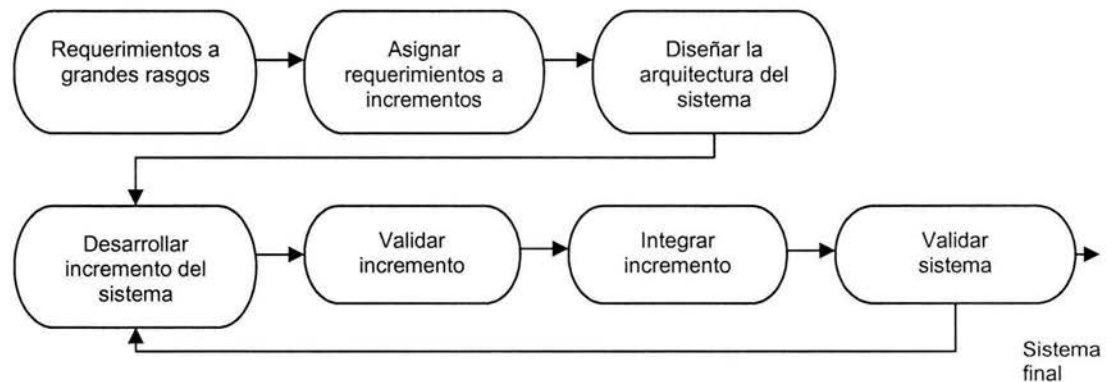 Requerimientos a
grandes rasgos
Asignar
requerimientos a
incrementos
Diseñar la
arquitectura del
sistema
Desarrollar
incremento del
sistema
Validar
incremento
Integrar
incremento
Validar
sistema
Sistema
final